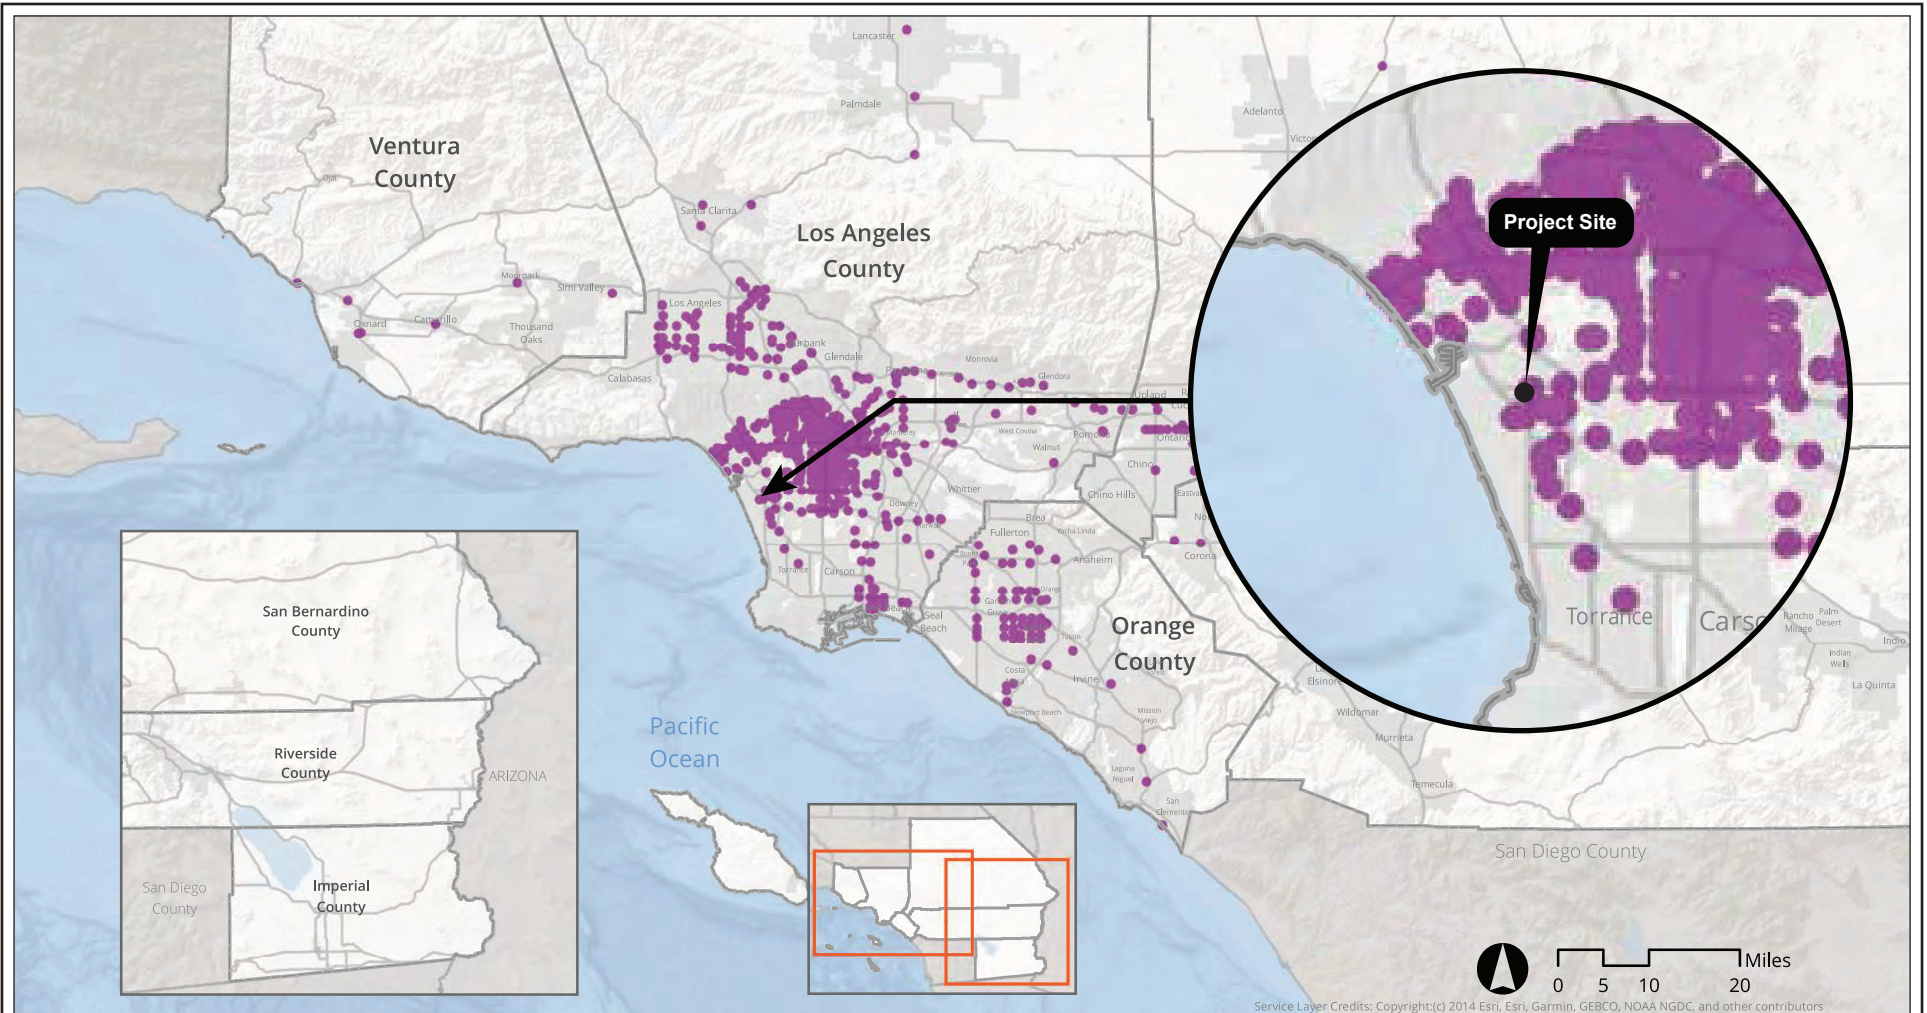 Lancaster
Palmdale
Adelanto
Ventura
County
Ojai
Santa Clarita
Los Angeles
County
Project Site
Moorpark
Simi Valley
Los Angeles
Oxnard
Camarillo
Thousand
Oaks
Glendale
Monrovia
Calabasas
Glendora
Upland
West Covina
Walnut
Pomona
Ontario
Chino
Whittier
Chino Hills
Downey
Brea
Fullerton
Yorba Linda
Anaheim
Corona
Torrance
Carson
Orange
Seal
Beach
Tustin
Torrance
Rancho
Mirage
Palm
Desert
Indio
Indian
Wells
La Quinta
Orange
County
Costa
Irvine
Newport Beach
Mission
Viejo
Elsinore
Wildomar
Murrieta
Temecula
Laguna
Niguel
San
Clemente
Pacific
Ocean
San Diego County
San Bernardino
County
Riverside
County
ARIZONA
San Diego
County
Imperial
County
Miles
0 5 10 20
Service Layer Credits: Copyright:(c) 2014 Esri, Esri, Garmin, GEBCO, NOAA NGDC, and other contributors